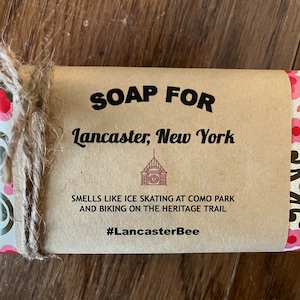 SOAP FOR
Lancaster, New York
SMELLS LIKE ICE SKATING AT COMO PARK
AND BIKING ON THE HERITAGE TRAIL
#LancasterBee